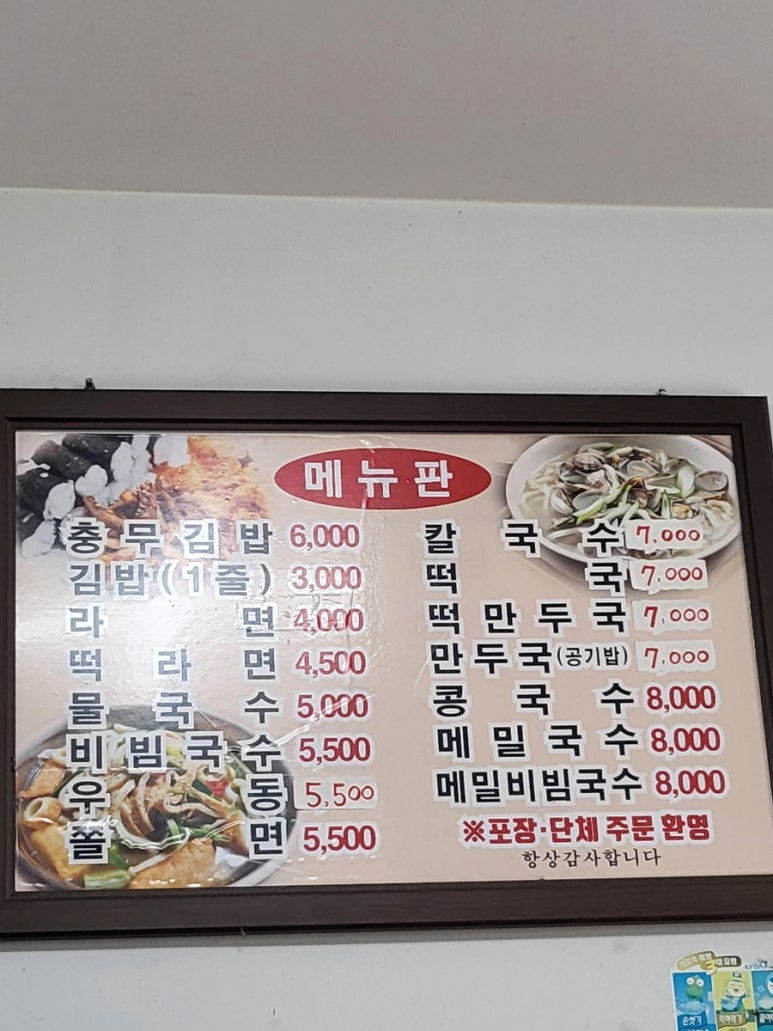 메뉴판
충무김밥 6,000
김밥(1줄) 3,000
라면 4,000
떡라면 4,500
물국수 5,000
비빔국수 5,500
우동 5,500
쫄면 5,500
칼국수 7,000
떡국 7,000
떡만두국 7,000
만두국(공기밥) 7,000
콩국수 8,000
메밀국수 8,000
메밀비빔국수 8,000
※포장·단체 주문 환영
항상감사합니다
손씻기